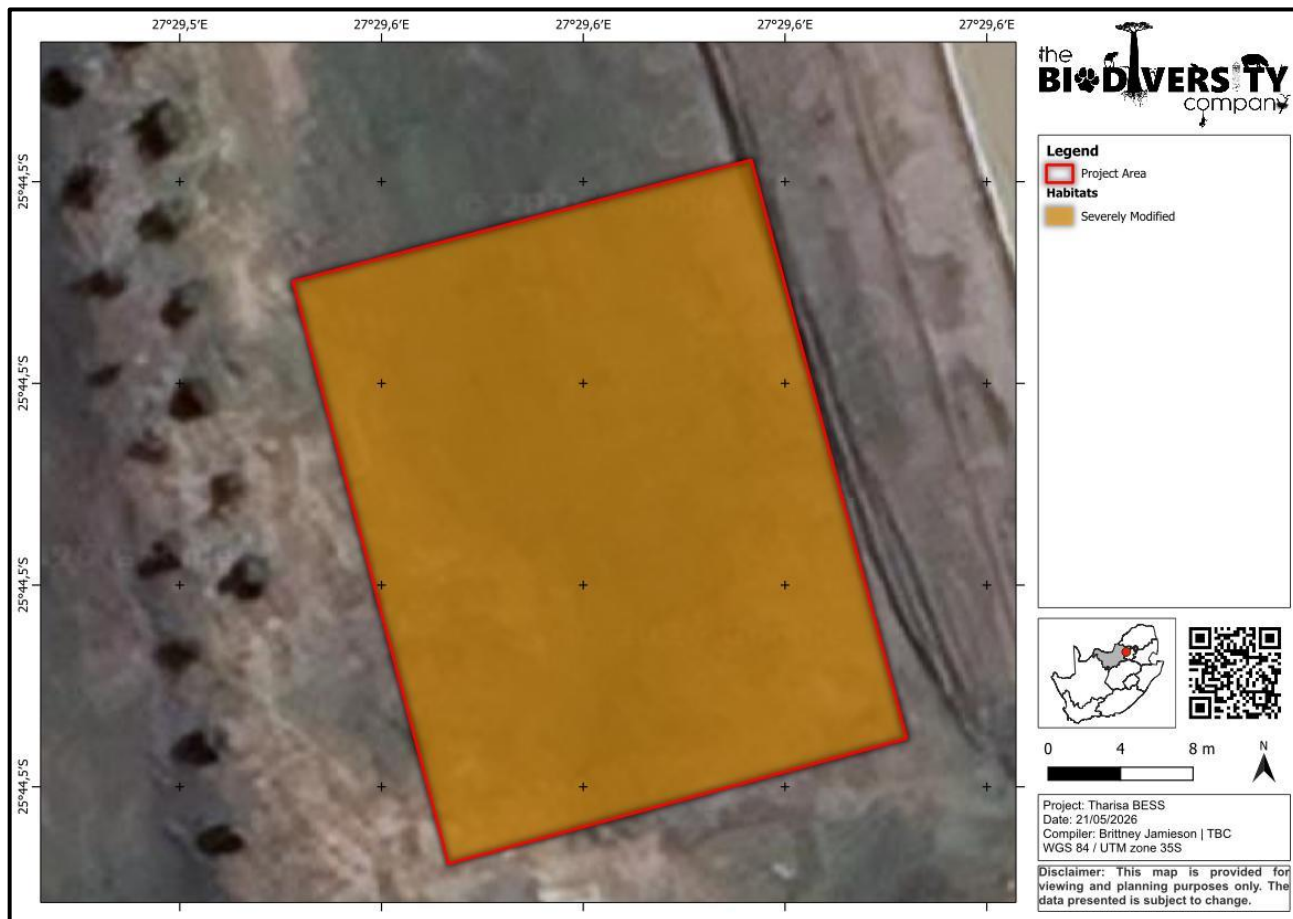 27°29,5'E
27°29,6'E
27°29,6'E
27°29,6'E
27°29,6'E
25°44,5'S
25°44,5'S
25°44,5'S
25°44,5'S
the
BIODIVERSITY
company
Legend
Project Area
Habitats
Severely Modified
0 4 8 m
N
Project: Tharisa BESS
Date: 21/05/2026
Compiler: Brittney Jamieson | TBC
WGS 84 / UTM zone 35S
Disclaimer: This map is provided for
viewing and planning purposes only. The
data presented is subject to change.